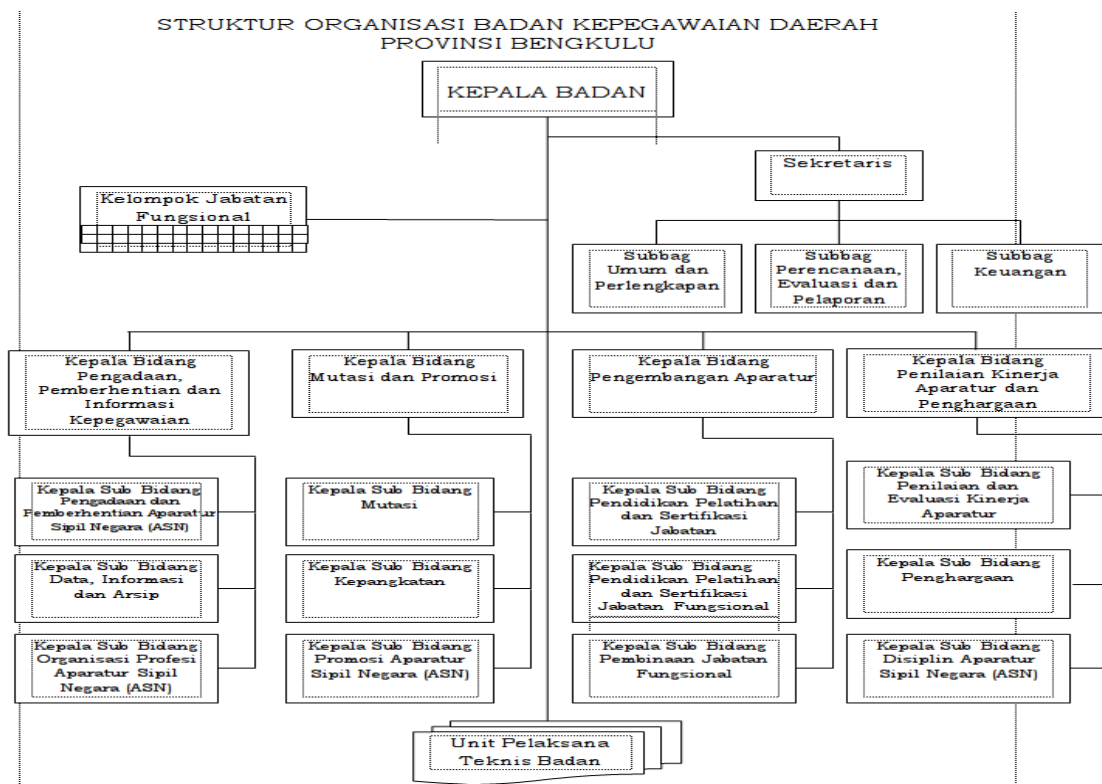 STRUKTUR ORGANISASI BADAN KEPEGAWAIAN DAERAH
PROVINSI BENGKULU
KEPALA BADAN
Sekretaris
Kelompok Jabatan
Fungsional
Subbag
Umum dan
Perlengkapan
Subbag
Perencanaan,
Evaluasi dan
Pelaporan
Subbag
Keuangan
Kepala Bidang
Pengadaan,
Pemberhentian dan
Informasi
Kepegawaian
Kepala Bidang
Mutasi dan Promosi
Kepala Bidang
Pengembangan Aparatur
Kepala Bidang
Penilaian Kinerja
Aparatur dan
Penghargaan
Kepala Sub Bidang
Pengadaan dan
Pemberhentian Aparatur
Sipil Negara (ASN)
Kepala Sub Bidang
Mutasi
Kepala Sub Bidang
Pendidikan Pelatihan
dan Sertifikasi
Jabatan
Kepala Sub Bidang
Penilaian dan
Evaluasi Kinerja
Aparatur
Kepala Sub Bidang
Data, Informasi
dan Arsip
Kepala Sub Bidang
Kepangkatan
Kepala Sub Bidang
Pendidikan Pelatihan
dan Sertifikasi
Jabatan Fungsional
Kepala Sub Bidang
Penghargaan
Kepala Sub Bidang
Organisasi Profesi
Aparatur Sipil
Negara (ASN)
Kepala Sub Bidang
Promosi Aparatur
Sipil Negara (ASN)
Kepala Sub Bidang
Pembinaan Jabatan
Fungsional
Kepala Sub Bidang
Disiplin Aparatur
Sipil Negara (ASN)
Unit Pelaksana
Teknis Badan